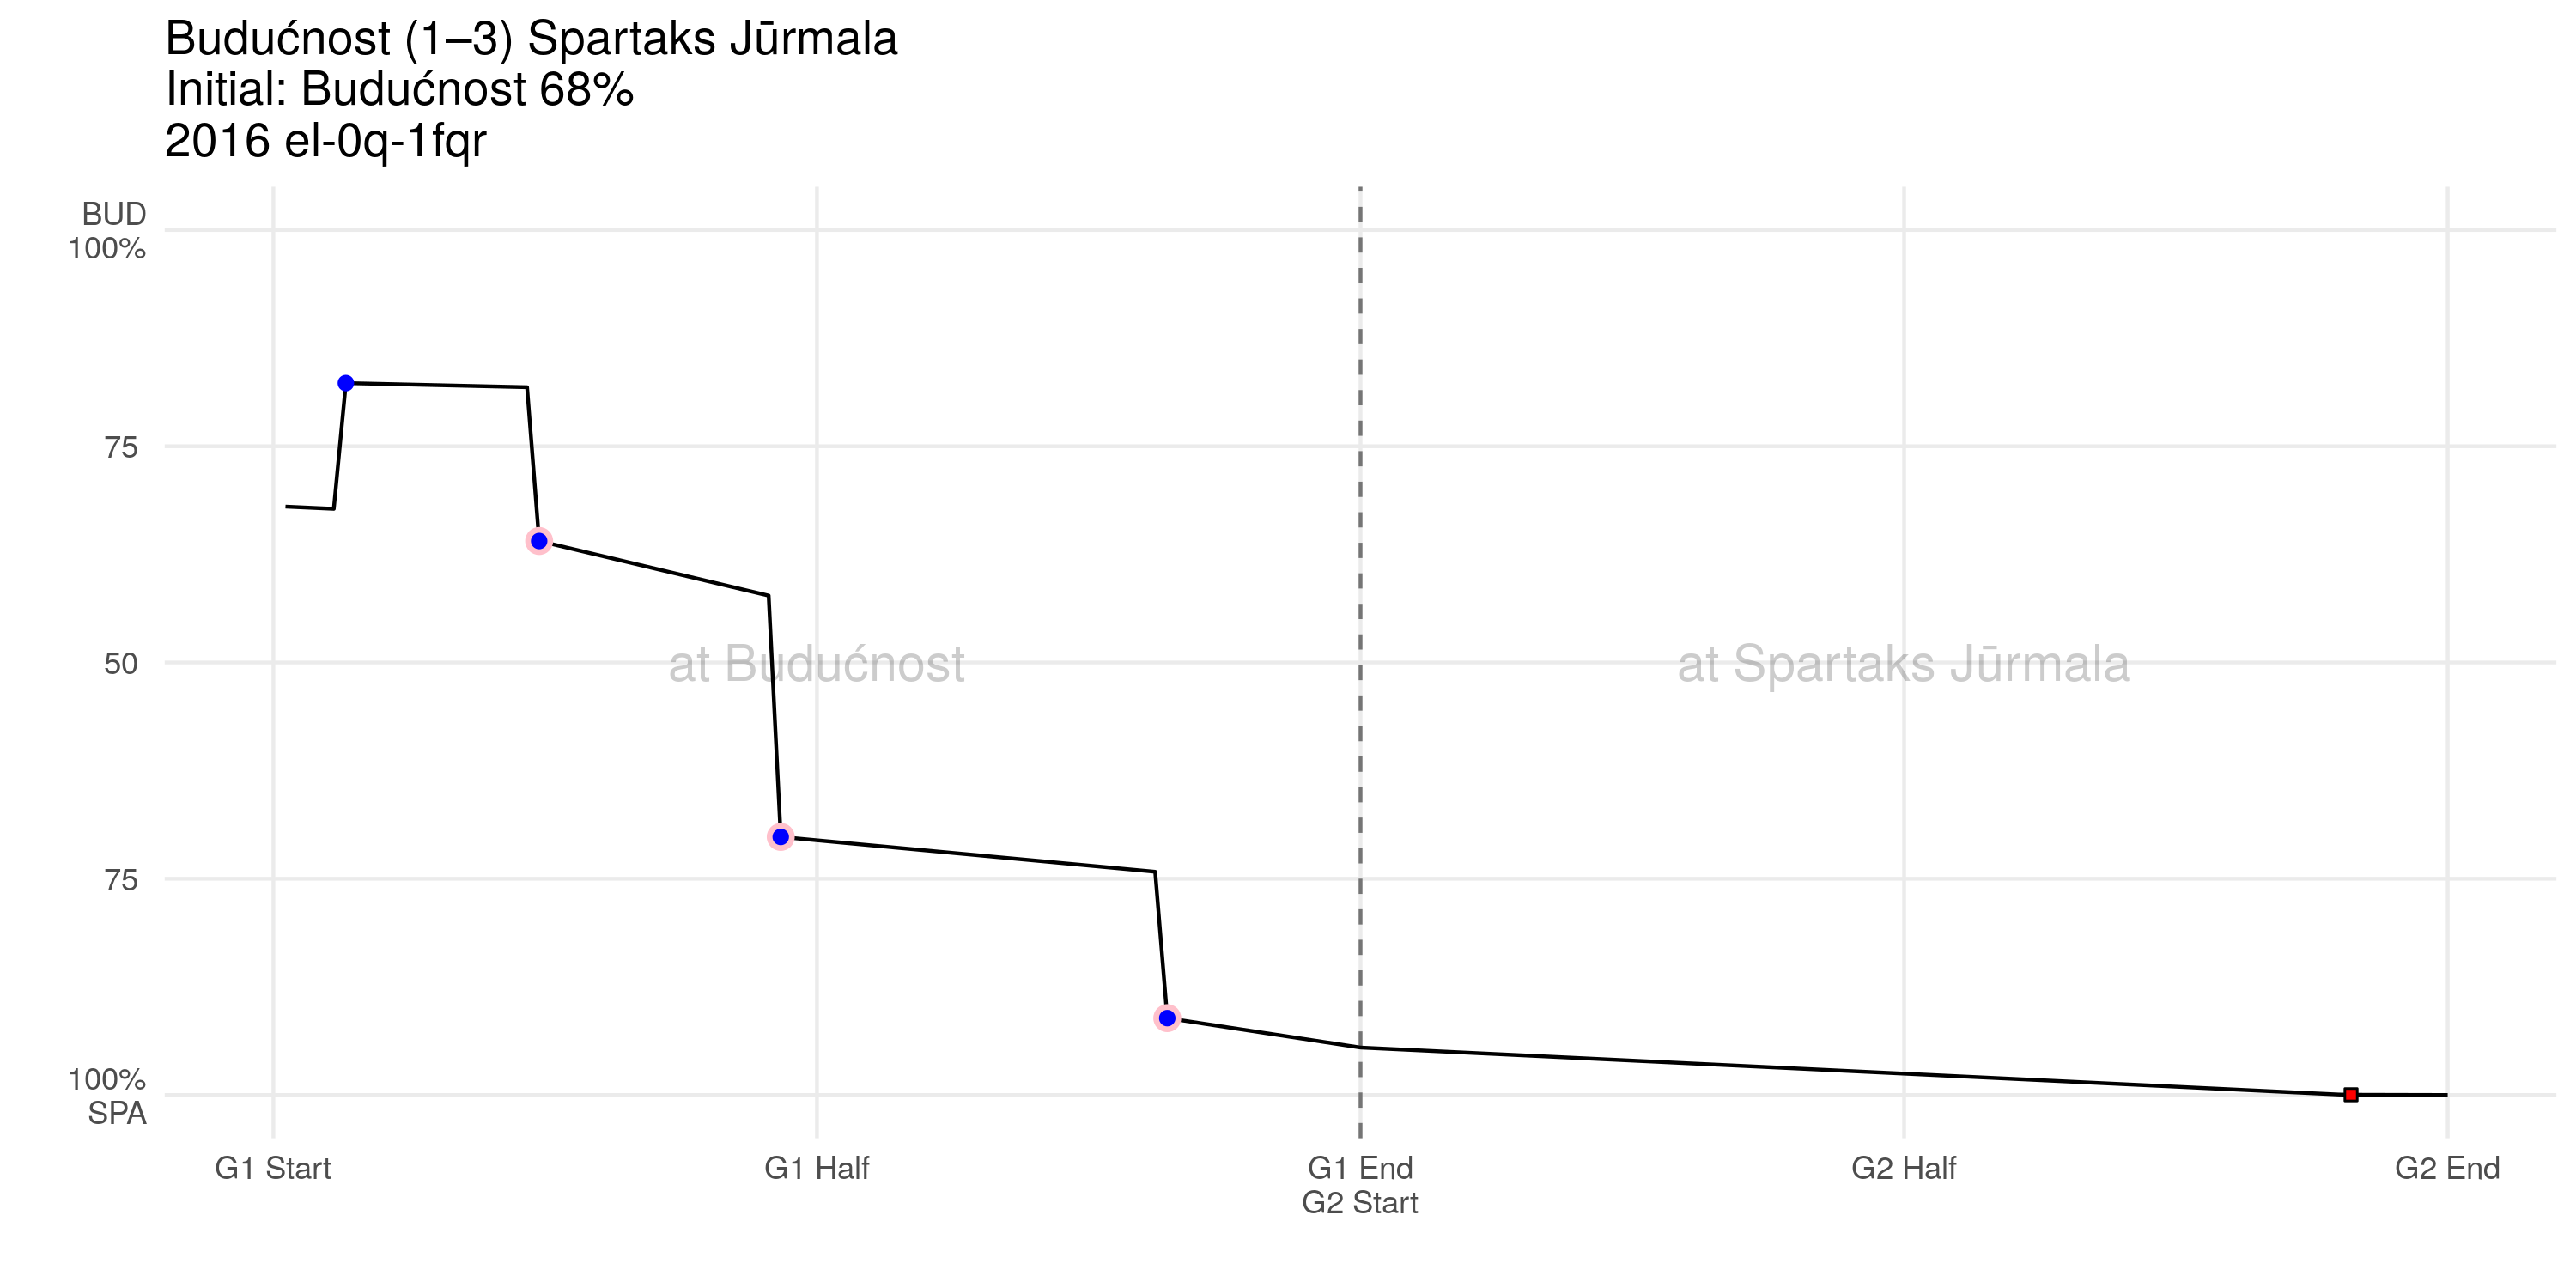 Budućnost (1–3) Spartaks Jūrmala
Initial: Budućnost 68%
2016 el-0q-1fqr
BUD
100%
75
50
75
100%
SPA
at Budućnost
at Spartaks Jūrmala
G1 Start
G1 Half
G1 End
G2 Start
G2 Half
G2 End